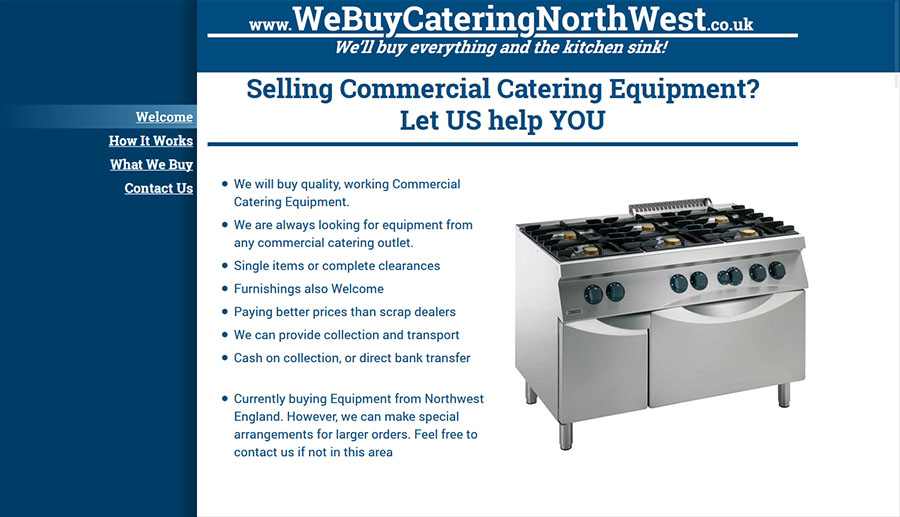 www.WeBuyCateringNorthWest.co.uk
We'll buy everything and the kitchen sink!
Welcome
How It Works
What We Buy
Contact Us
Selling Commercial Catering Equipment?
Let US help YOU
We will buy quality, working Commercial
Catering Equipment.
We are always looking for equipment from
any commercial catering outlet.
Single items or complete clearances
Furnishings also Welcome
Paying better prices than scrap dealers
We can provide collection and transport
Cash on collection, or direct bank transfer
Currently buying Equipment from Northwest
England. However, we can make special
arrangements for larger orders. Feel free to
contact us if not in this area